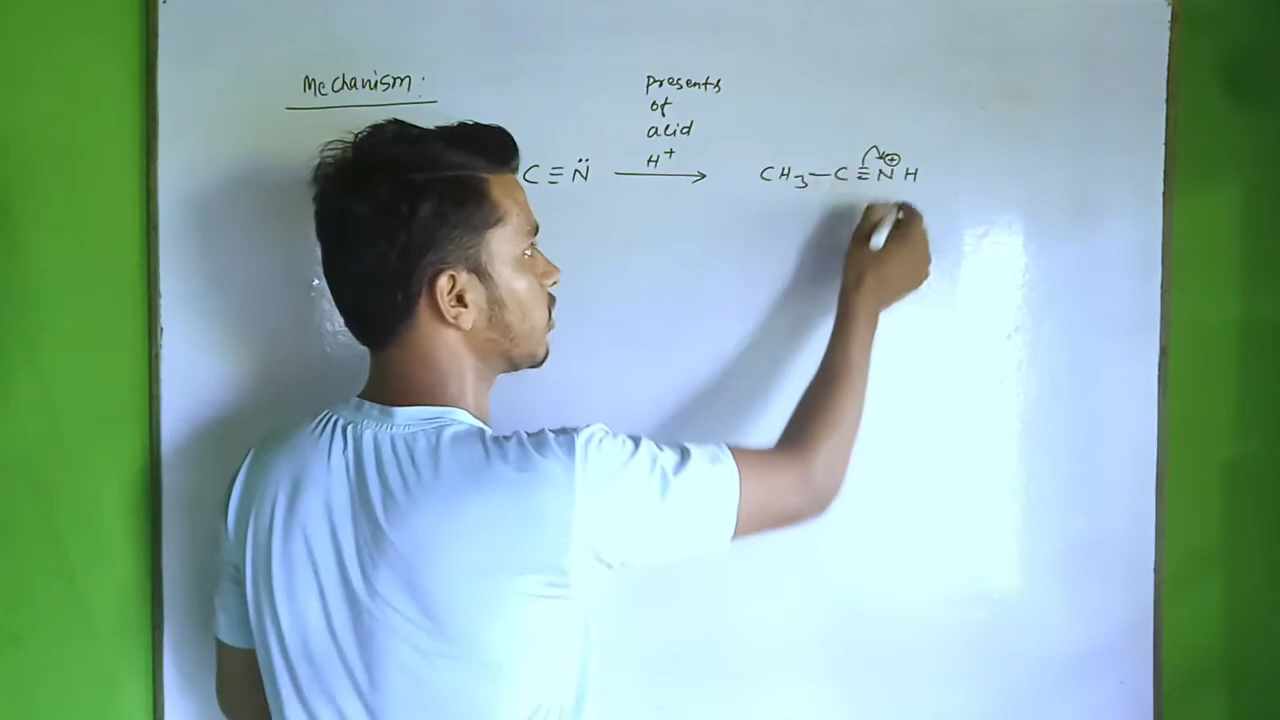 Mechanism:
presents
of
acid
H⁺
C≡N̈ ⟶ CH₃—C≡N⊕H